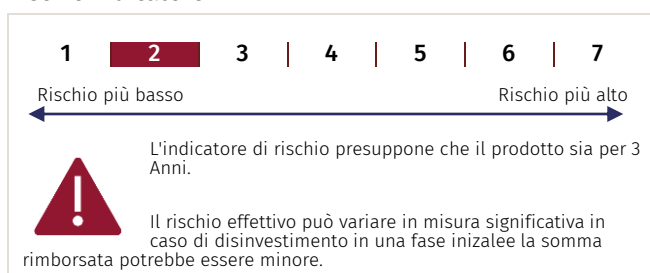 1 2 3 4 5 6 7
Rischio più basso Rischio più alto
L'indicatore di rischio presuppone che il prodotto sia per 3
Anni.
Il rischio effettivo può variare in misura significativa in
caso di disinvestimento in una fase inizalee la somma
rimborsata potrebbe essere minore.